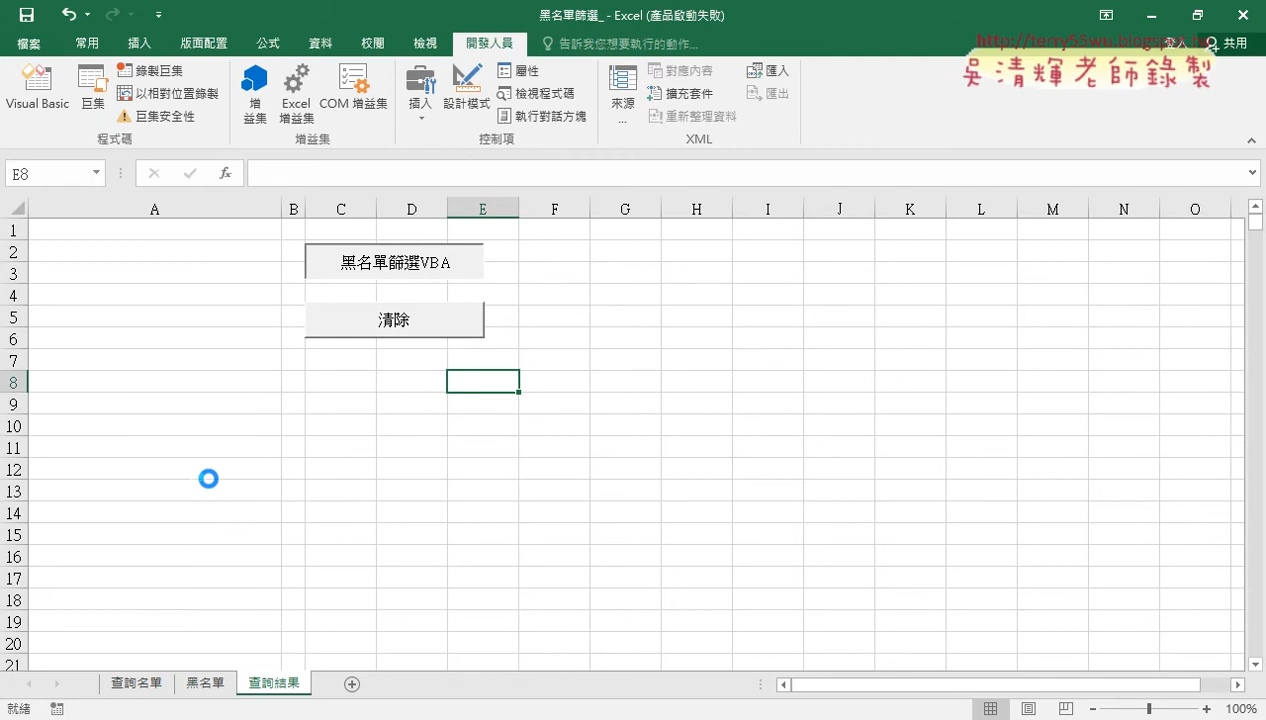 黑名單篩選_ - Excel (產品啟動失敗)
檔案 常用 插入 版面配置 公式 資料 校閱 檢視 開發人員 告訴我您想要執行的動作... 登入 共用
http://terry55wu.blogspot.
吳清輝老師錄製
Visual Basic 巨集 錄製巨集 以相對位置錄製 巨集安全性
程式碼
增益集 Excel 增益集 COM 增益集
增益集
插入 設計模式 屬性 檢視程式碼 執行對話方塊
控制項
來源... 對應內容 擴充套件 重新整理資料 匯入 匯出
XML
E8 fx
A B C D E F G H I J K L M N O
1
2
3
4
5
6
7
8
9
10
11
12
13
14
15
16
17
18
19
20
21
黑名單篩選VBA
清除
查詢名單 黑名單 查詢結果
就緒 100%